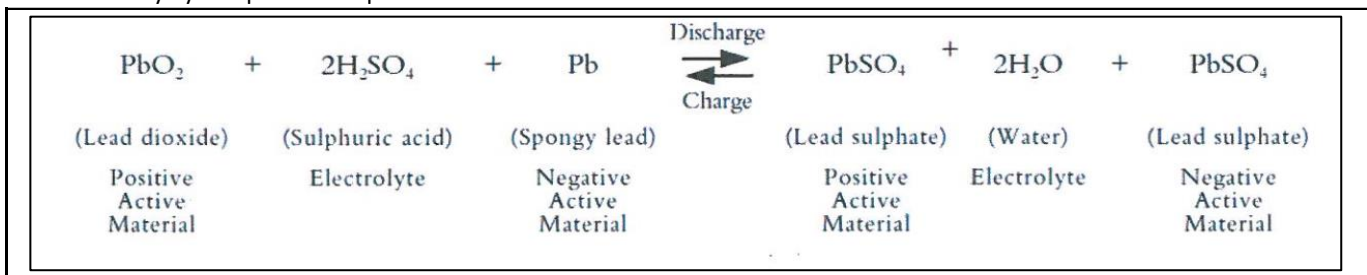 Discharge
PbO₂ + 2H₂SO₄ + Pb ⇌ PbSO₄ + 2H₂O + PbSO₄
Charge
(Lead dioxide) (Sulphuric acid) (Spongy lead) (Lead sulphate) (Water) (Lead sulphate)
Positive Electrolyte Negative Positive Electrolyte Negative
Active Active Active Active
Material Material Material Material